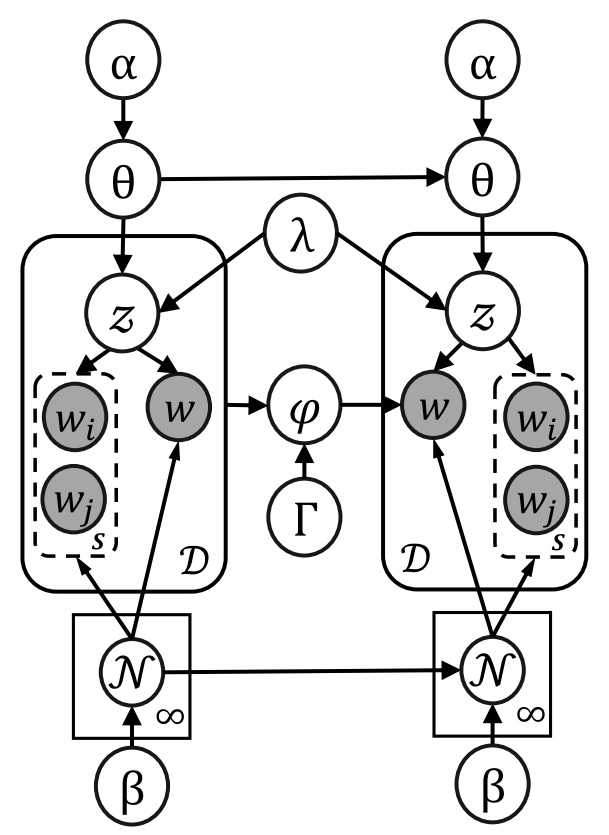 α α
θ θ
λ
z z
w_i w φ w w_i
w_j s Γ w_j s
𝒟 𝒟
𝒩 ∞ 𝒩 ∞
β β